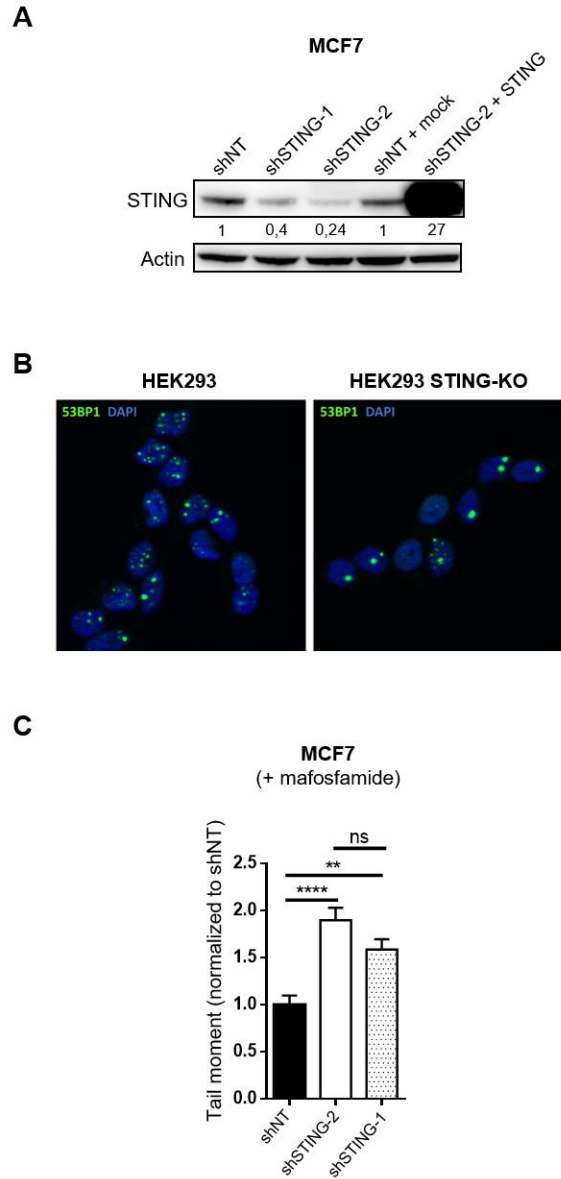 A
MCF7
shNT
shSTING-1
shSTING-2
shNT + mock
shSTING-2 + STING
STING
1 0,4 0,24 1 27
Actin
B
HEK293
HEK293 STING-KO
53BP1 DAPI
53BP1 DAPI
C
MCF7
(+ mafosfamide)
Tail moment (normalized to shNT)
ns
**
****
2.5
2.0
1.5
1.0
0.5
0.0
shNT
shSTING-2
shSTING-1